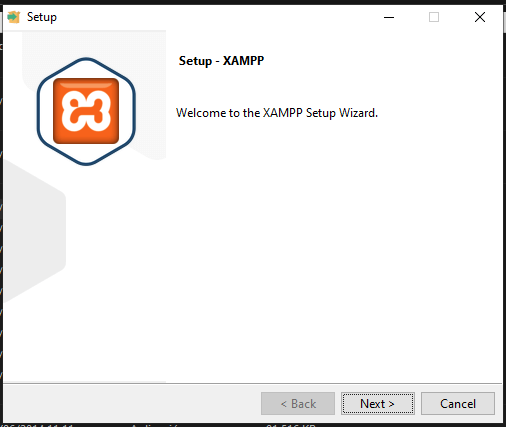 Setup
Setup - XAMPP
Welcome to the XAMPP Setup Wizard.
< Back
Next >
Cancel